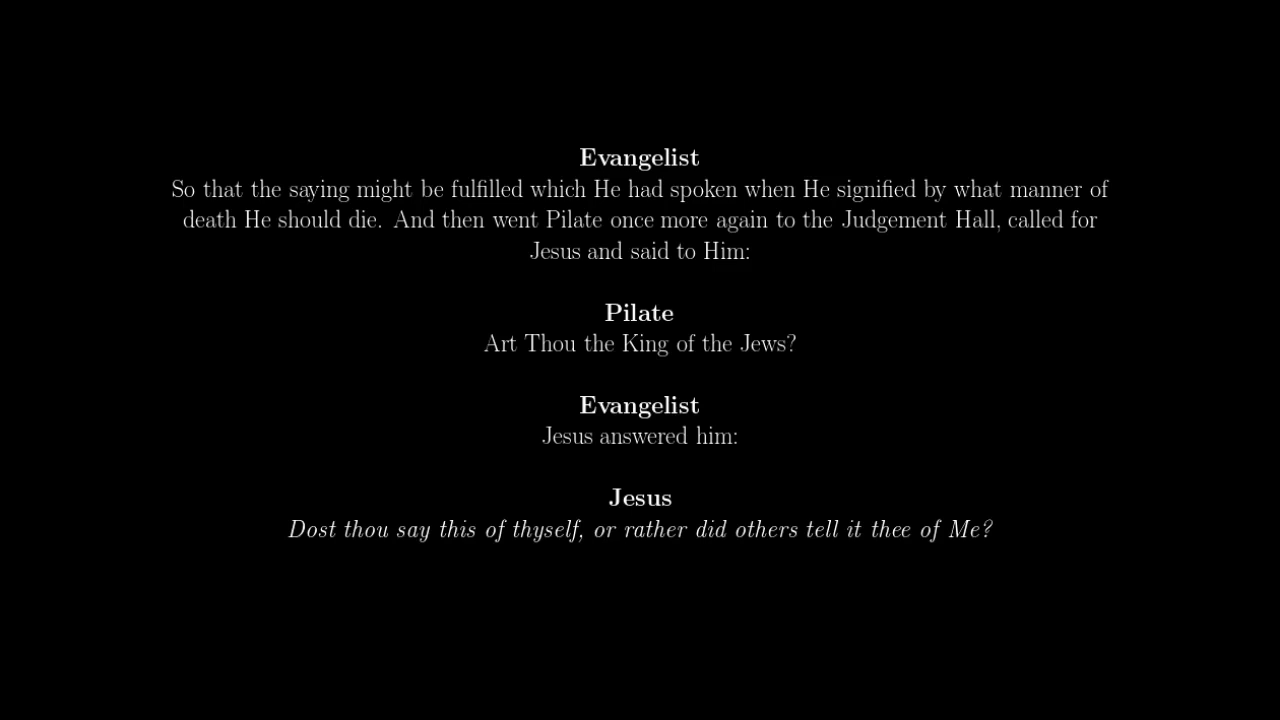 Evangelist
So that the saying might be fulfilled which He had spoken when He signified by what manner of
death He should die. And then went Pilate once more again to the Judgement Hall, called for
Jesus and said to Him:
Pilate
Art Thou the King of the Jews?
Evangelist
Jesus answered him:
Jesus
Dost thou say this of thyself, or rather did others tell it thee of Me?